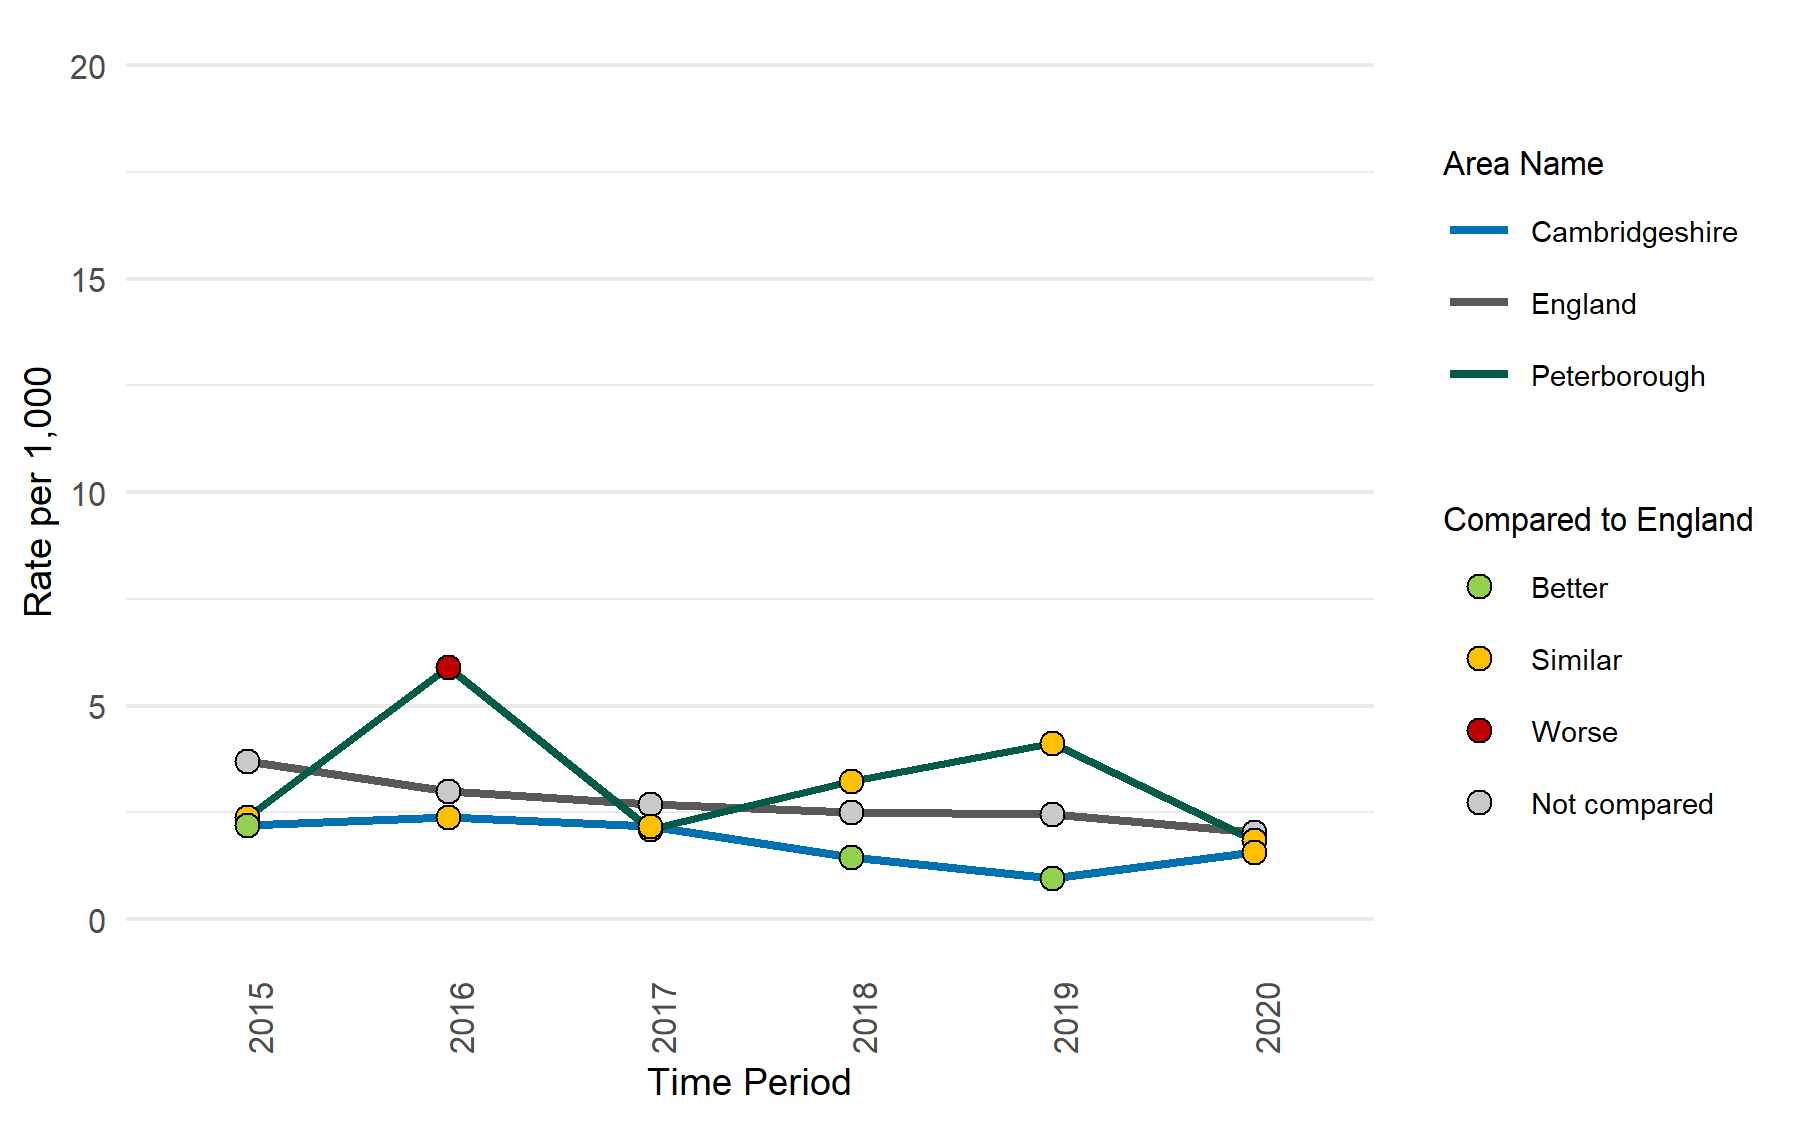 20
15
10
5
0
Rate per 1,000
2015
2016
2017
2018
2019
2020
Time Period
Area Name
Cambridgeshire
England
Peterborough
Compared to England
Better
Similar
Worse
Not compared